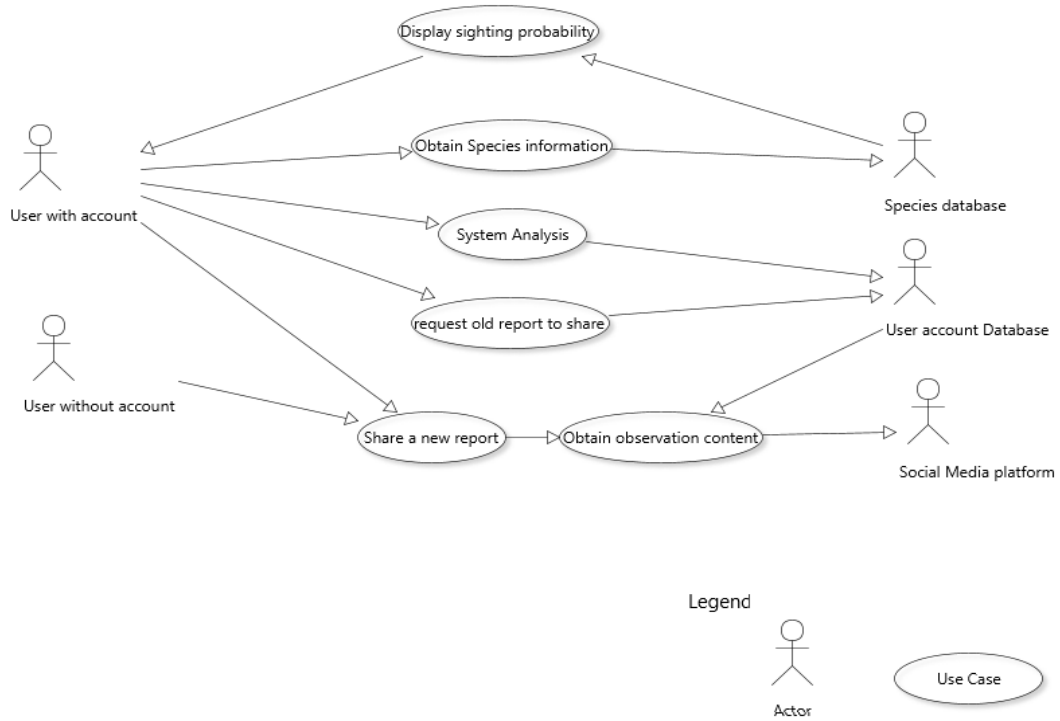 Display sighting probability
Obtain Species information
User with account
Species database
System Analysis
request old report to share
User account Database
User without account
Share a new report
Obtain observation content
Social Media platform
Legend
Use Case
Actor